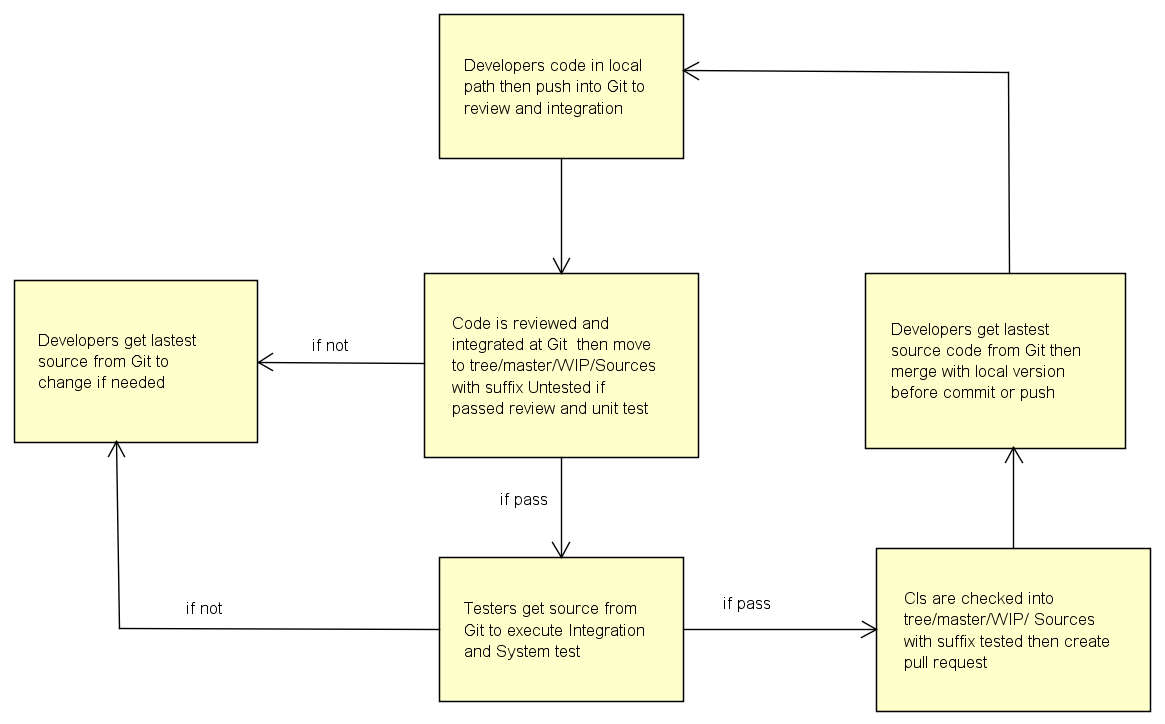 Developers code in local
path then push into Git to
review and integration
Developers get lastest
source from Git to
change if needed
if not
Code is reviewed and
integrated at Git  then move
to tree/master/WIP/Sources
with suffix Untested if
passed review and unit test
Developers get lastest
source code from Git then
merge with local version
before commit or push
if pass
if not
Testers get source from
Git to execute Integration
and System test
if pass
CIs are checked into
tree/master/WIP/ Sources
with suffix tested then create
pull request